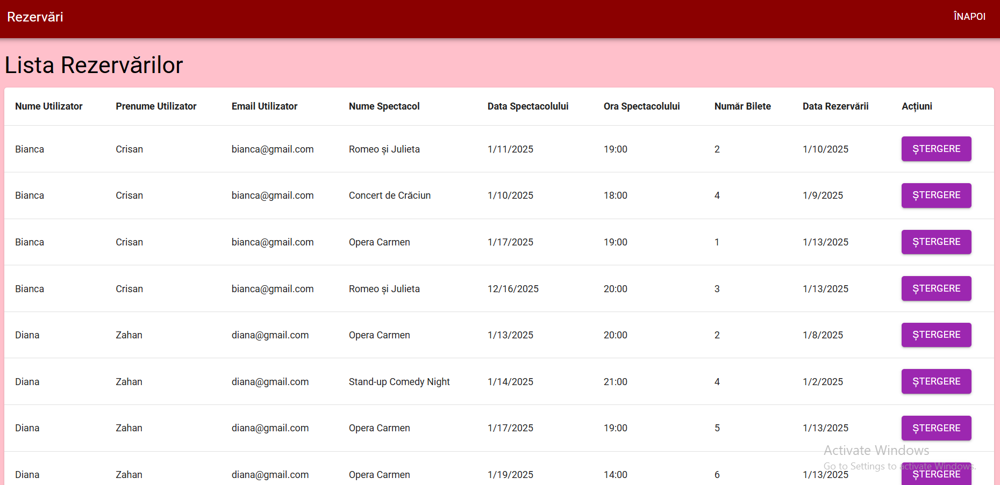 Rezervări ÎNAPOI
Lista Rezervărilor
Nume Utilizator Prenume Utilizator Email Utilizator Nume Spectacol Data Spectacolului Ora Spectacolului Număr Bilete Data Rezervării Acțiuni
Bianca Crisan bianca@gmail.com Romeo și Julieta 1/11/2025 19:00 2 1/10/2025 ȘTERGERE
Bianca Crisan bianca@gmail.com Concert de Crăciun 1/10/2025 18:00 4 1/9/2025 ȘTERGERE
Bianca Crisan bianca@gmail.com Opera Carmen 1/17/2025 19:00 1 1/13/2025 ȘTERGERE
Bianca Crisan bianca@gmail.com Romeo și Julieta 12/16/2025 20:00 3 1/13/2025 ȘTERGERE
Diana Zahan diana@gmail.com Opera Carmen 1/13/2025 20:00 2 1/8/2025 ȘTERGERE
Diana Zahan diana@gmail.com Stand-up Comedy Night 1/14/2025 21:00 4 1/2/2025 ȘTERGERE
Diana Zahan diana@gmail.com Opera Carmen 1/17/2025 19:00 5 1/13/2025 ȘTERGERE
Diana Zahan diana@gmail.com Opera Carmen 1/19/2025 14:00 6 1/13/2025 ȘTERGERE
Activate Windows
Go to Settings to activate Windows.